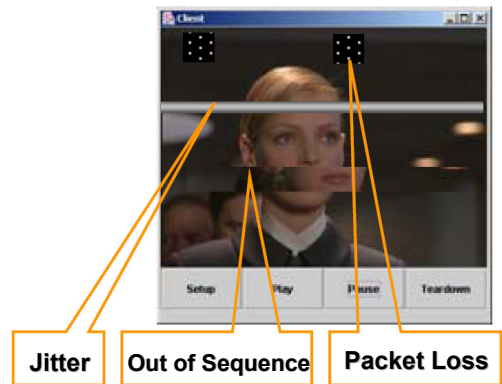 Client
Setup Play Pause Teardown
Jitter Out of Sequence Packet Loss